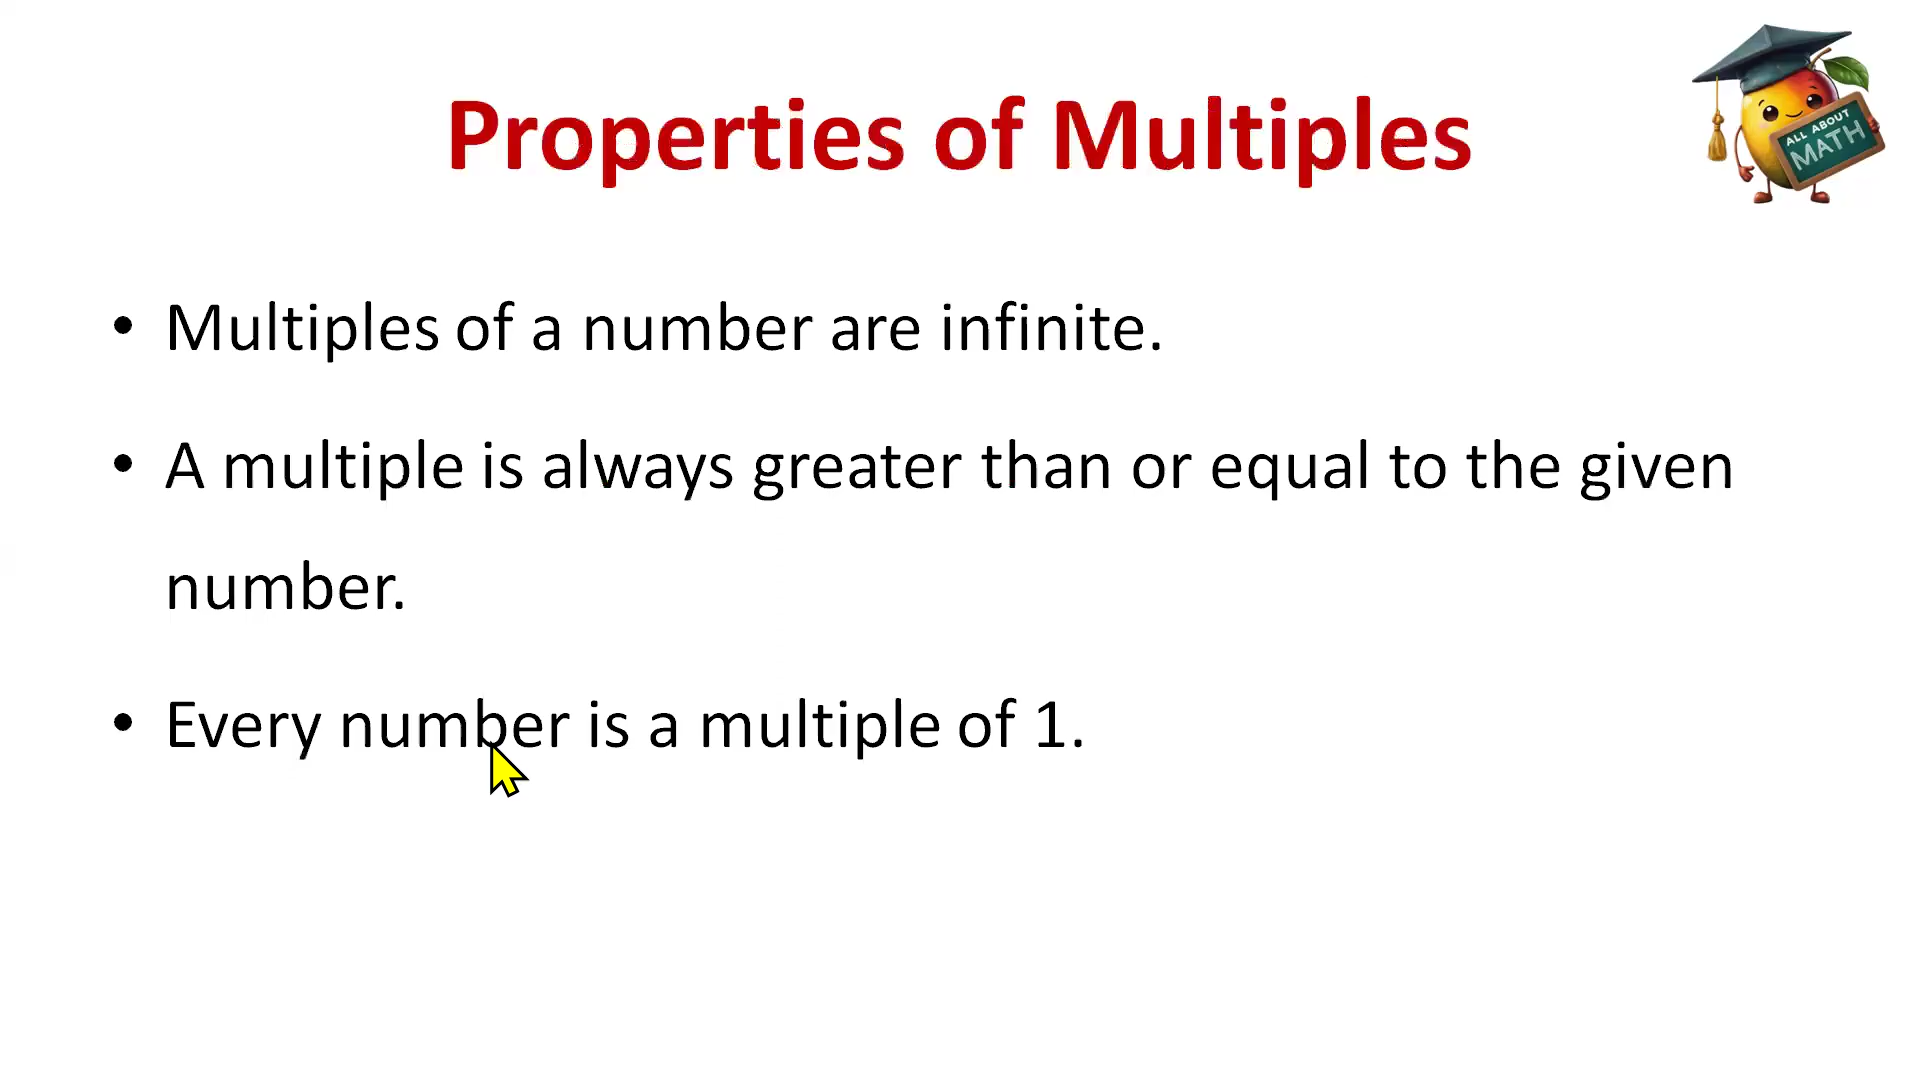 Properties of Multiples
ALL ABOUT
MATH
• Multiples of a number are infinite.
• A multiple is always greater than or equal to the given
number.
• Every number is a multiple of 1.